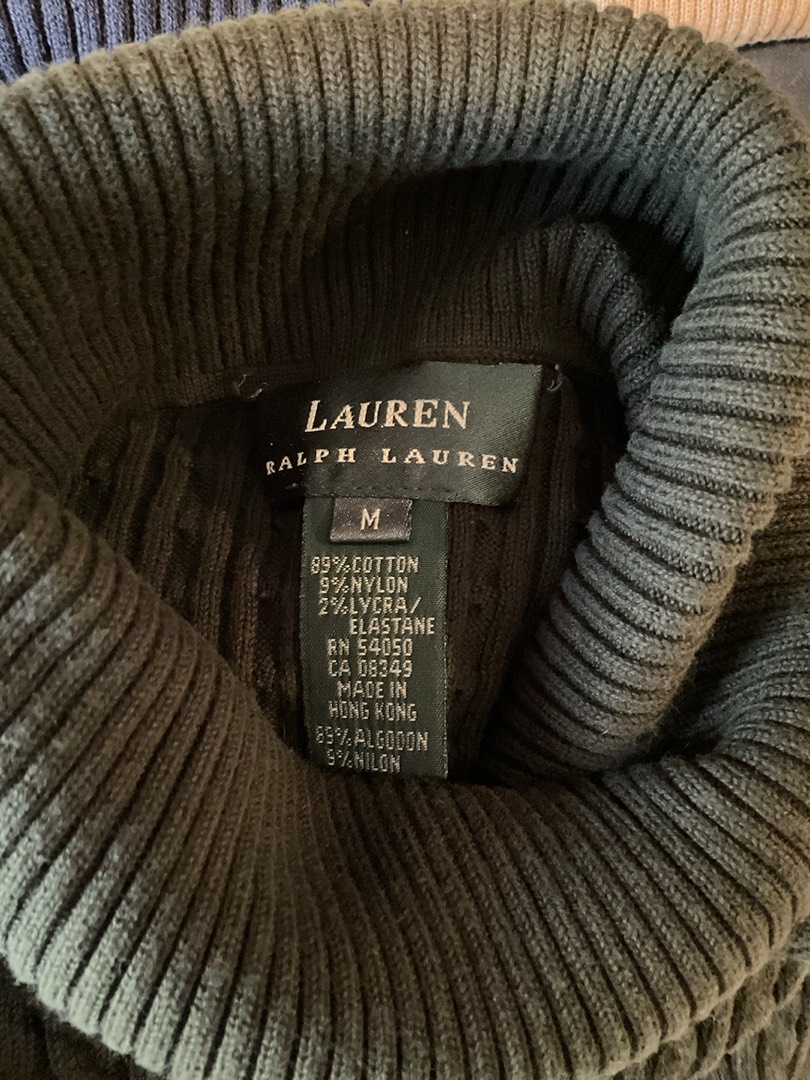 LAUREN
RALPH LAUREN
M
89%COTTON
9%NYLON
2%LYCRA/
ELASTANE
RN 54050
CA 08349
MADE IN
HONG KONG
89%ALGODON
9%NILON